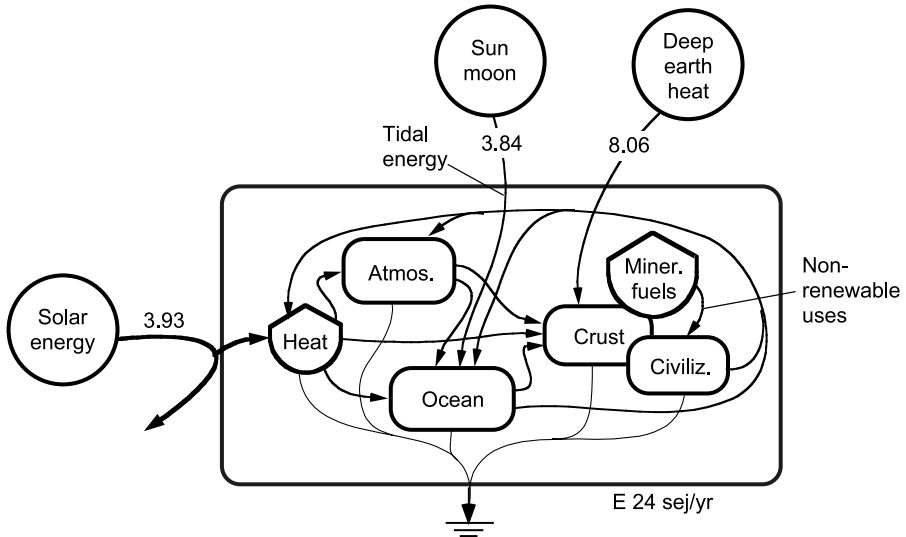 Sun
moon
Deep
earth
heat
Tidal
energy
3.84
8.06
Atmos.
Miner.
fuels
Non-
renewable
uses
Solar
energy
3.93
Heat
Crust
Civiliz.
Ocean
E 24 sej/yr